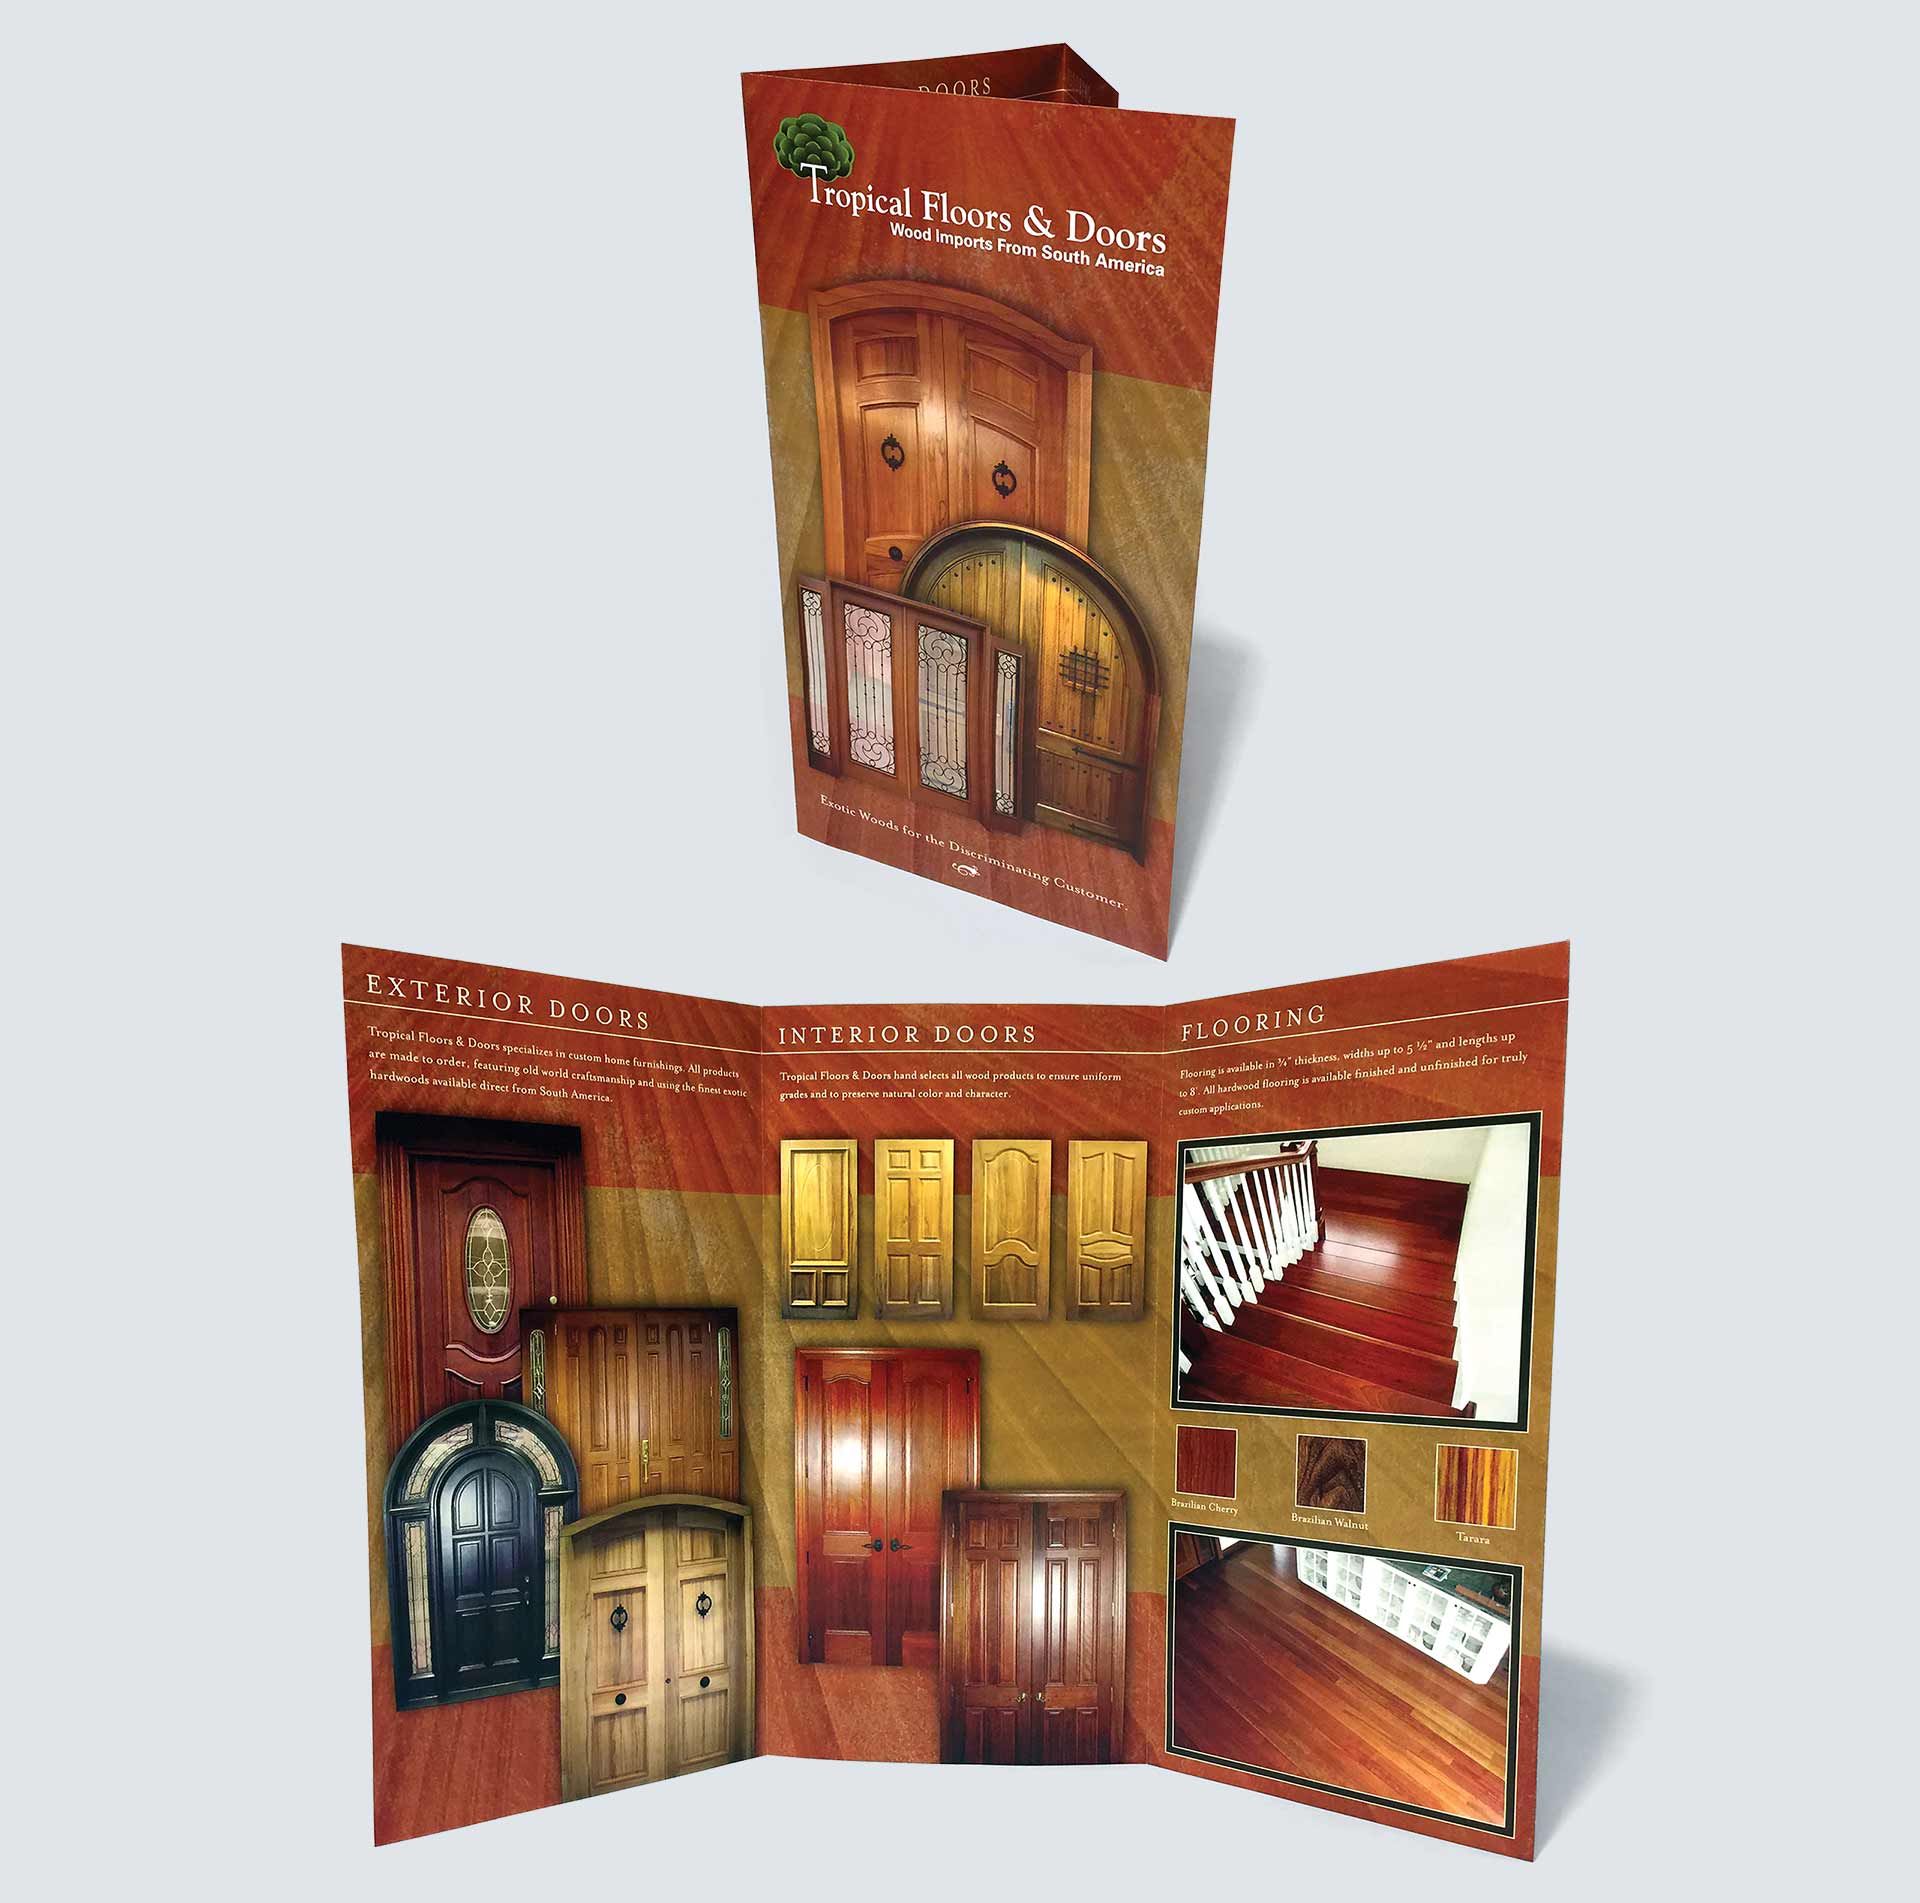 DOORS
Tropical Floors & Doors
Wood Imports From South America
Exotic Woods for the Discriminating Customer.
EXTERIOR DOORS
Tropical Floors & Doors specializes in custom home furnishings. All products
are made to order, featuring old world craftsmanship and using the finest exotic
hardwoods available direct from South America.
INTERIOR DOORS
Tropical Floors & Doors hand selects all wood products to ensure uniform
grades and to preserve natural color and character.
FLOORING
Flooring is available in ¾" thickness, widths up to 5 ½" and lengths up
to 8'. All hardwood flooring is available finished and unfinished for truly
custom applications.
Brazilian Cherry
Brazilian Walnut
Tarara